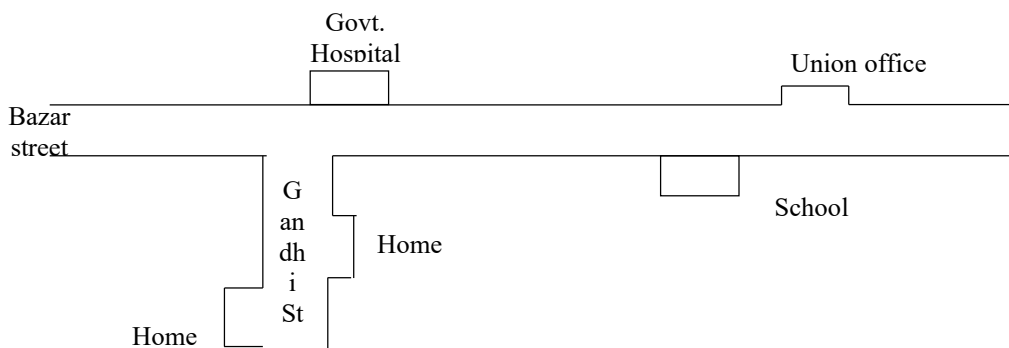 Govt.
Hospital
Union office
Bazar
street
G
an
dh
i
St
School
Home
Home